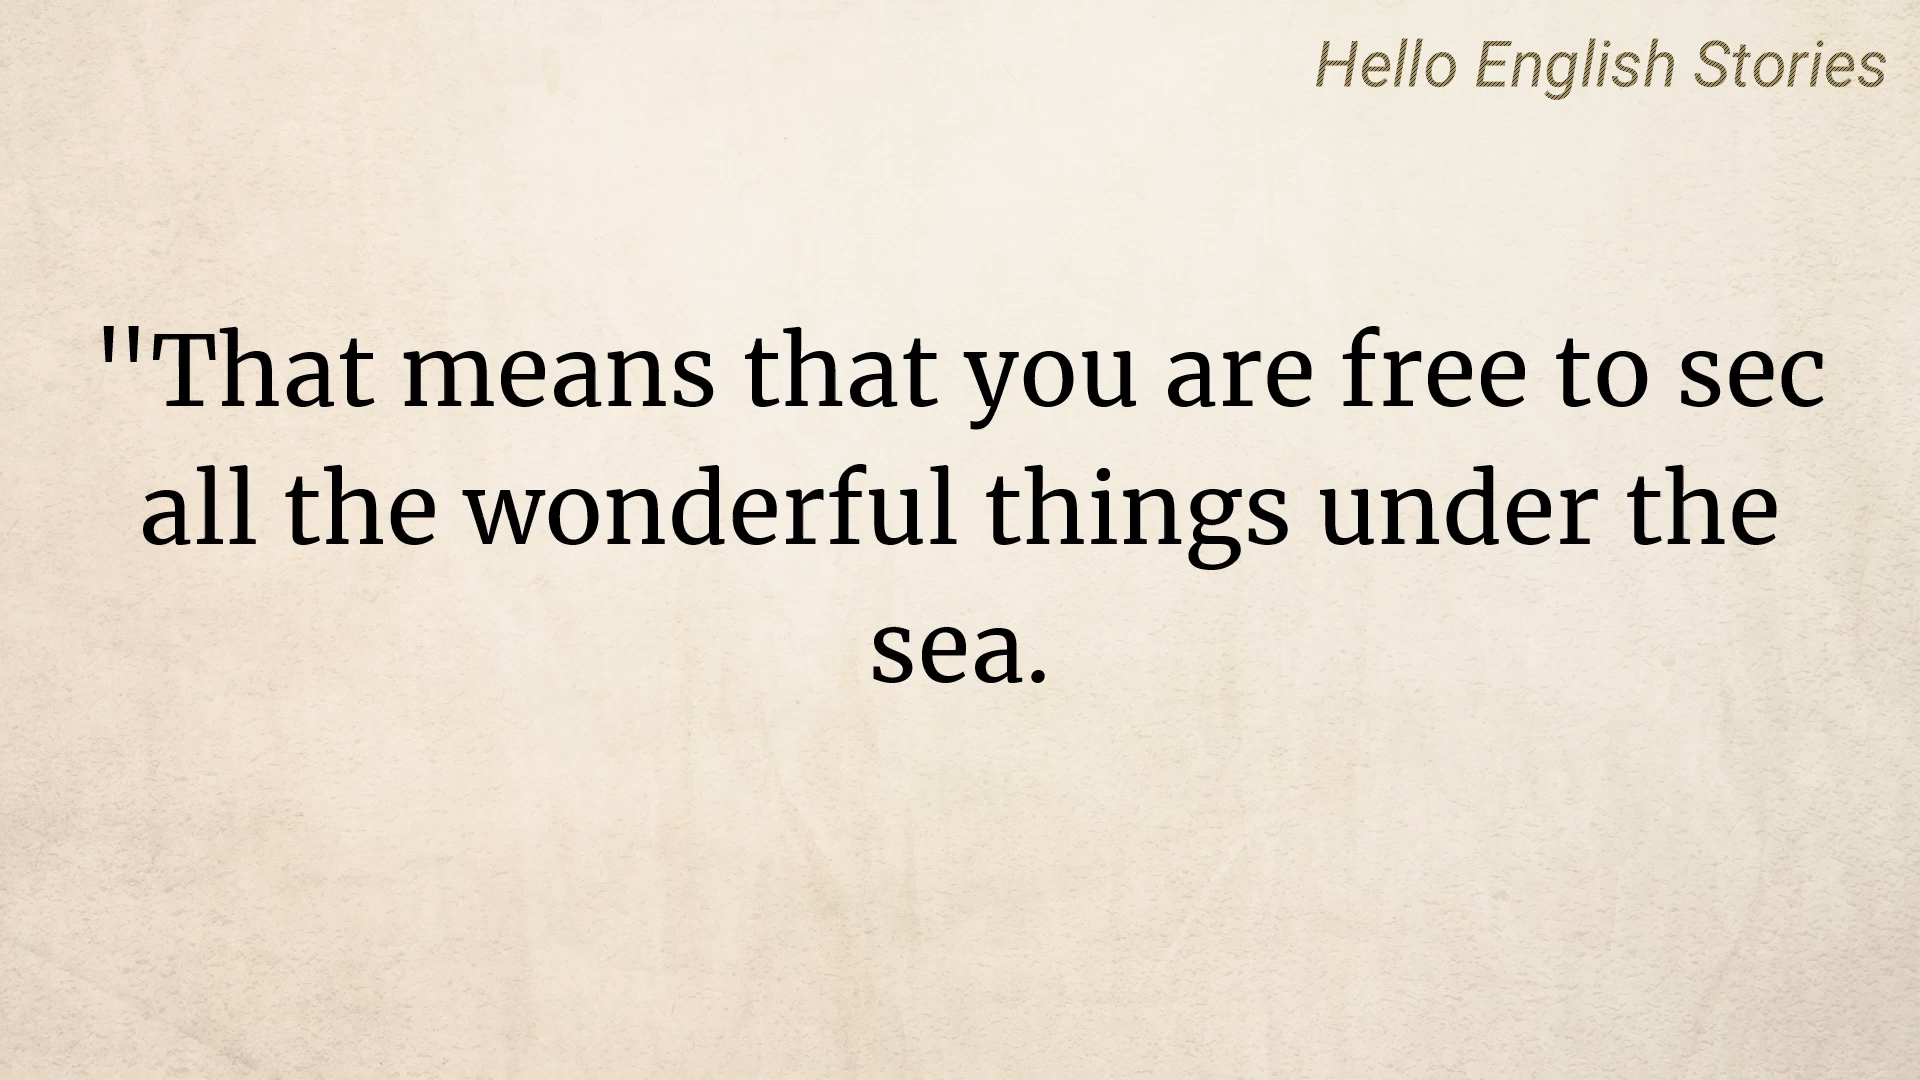 Hello English Stories
"That means that you are free to sec
all the wonderful things under the
sea.